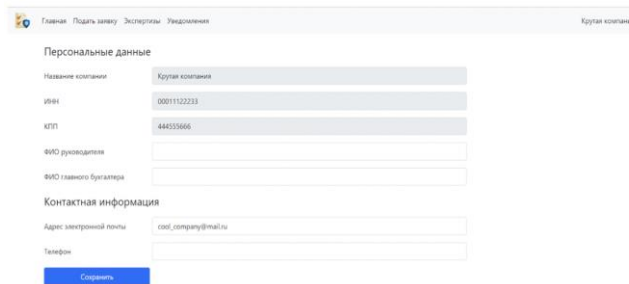 Главная Подать заявку Экспертизы Уведомления Крутая компани
Персональные данные
Название компании Крутая компания
ИНН 00011122233
КПП 444555666
ФИО руководителя
ФИО главного бухгалтера
Контактная информация
Адрес электронной почты cool_company@mail.ru
Телефон
Сохранить